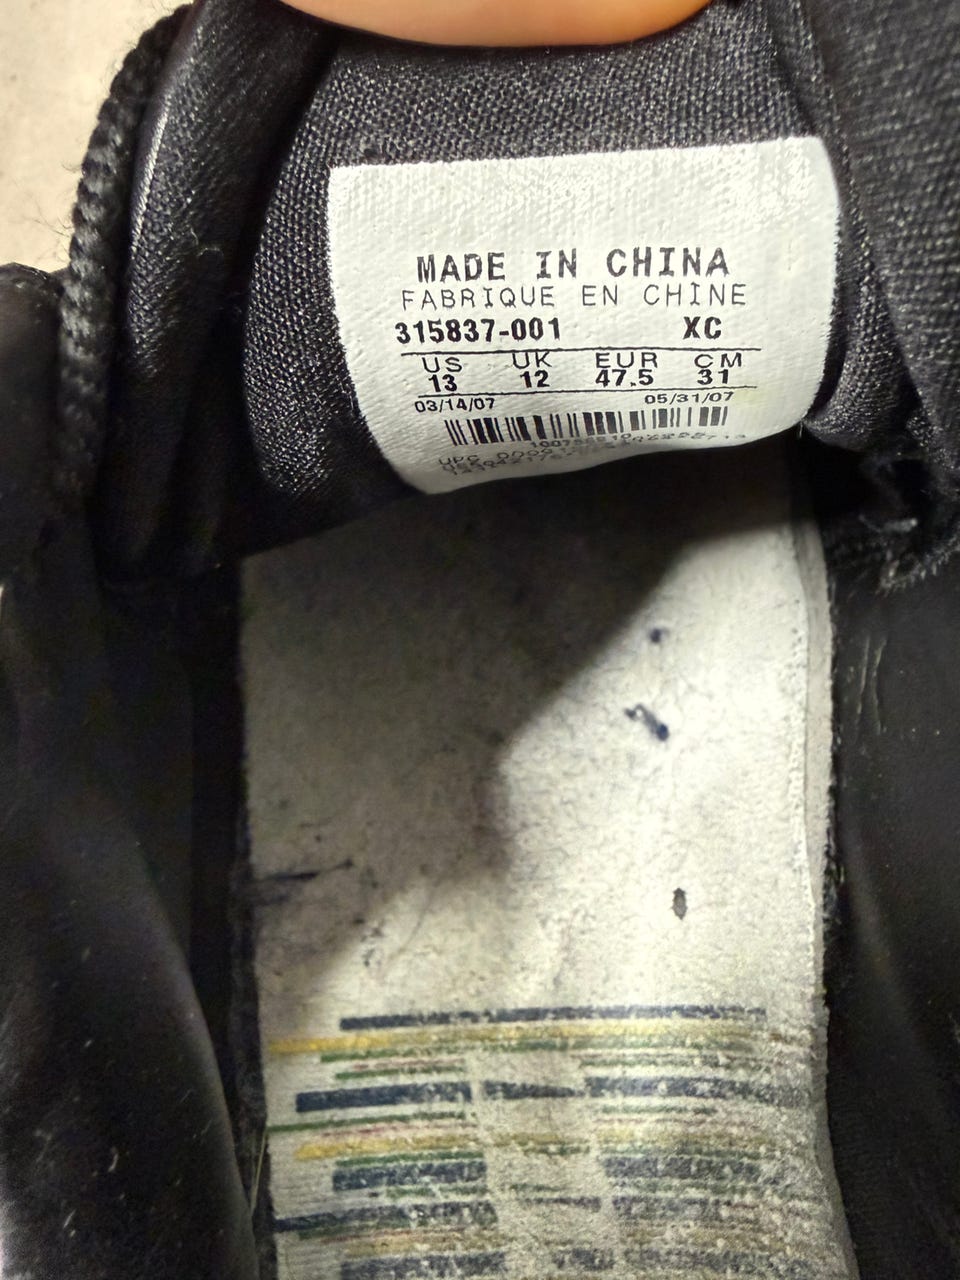 MADE IN CHINA
FABRIQUE EN CHINE
315837-001 XC
US UK EUR CM
13 12 47.5 31
03/14/07 05/31/07
UPC